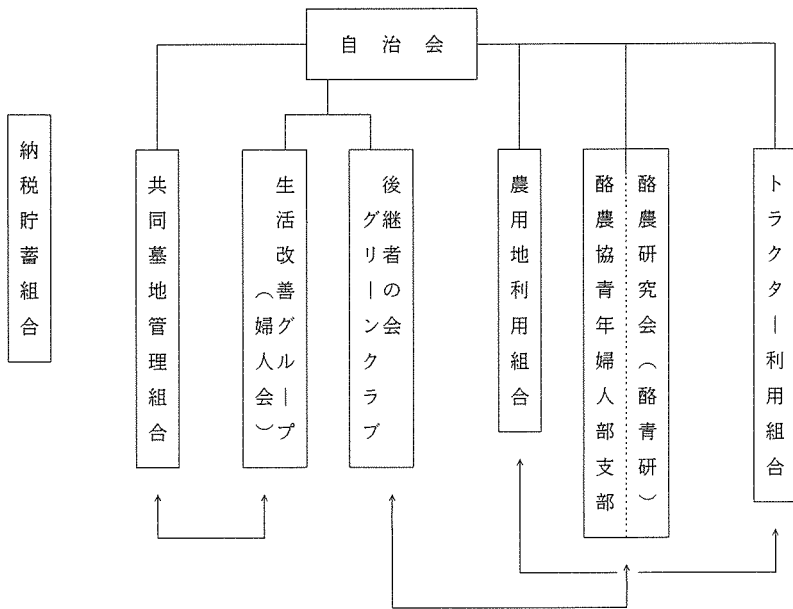 自治会
納税貯蓄組合
共同墓地管理組合
生活改善グループ
（婦人会）
後継者の会
グリーンクラブ
農用地利用組合
酪農研究会（酪青研）
酪農協青年婦人部支部
トラクター利用組合